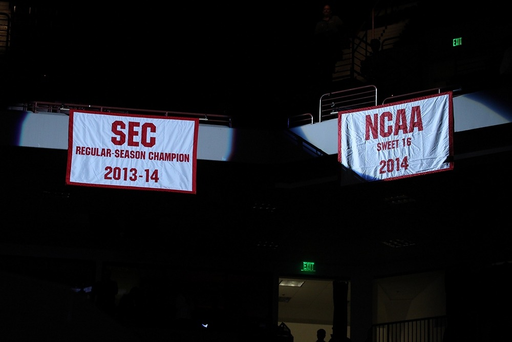 SEC
REGULAR-SEASON CHAMPION
2013-14
NCAA
SWEET 16
2014
EXIT
EXIT